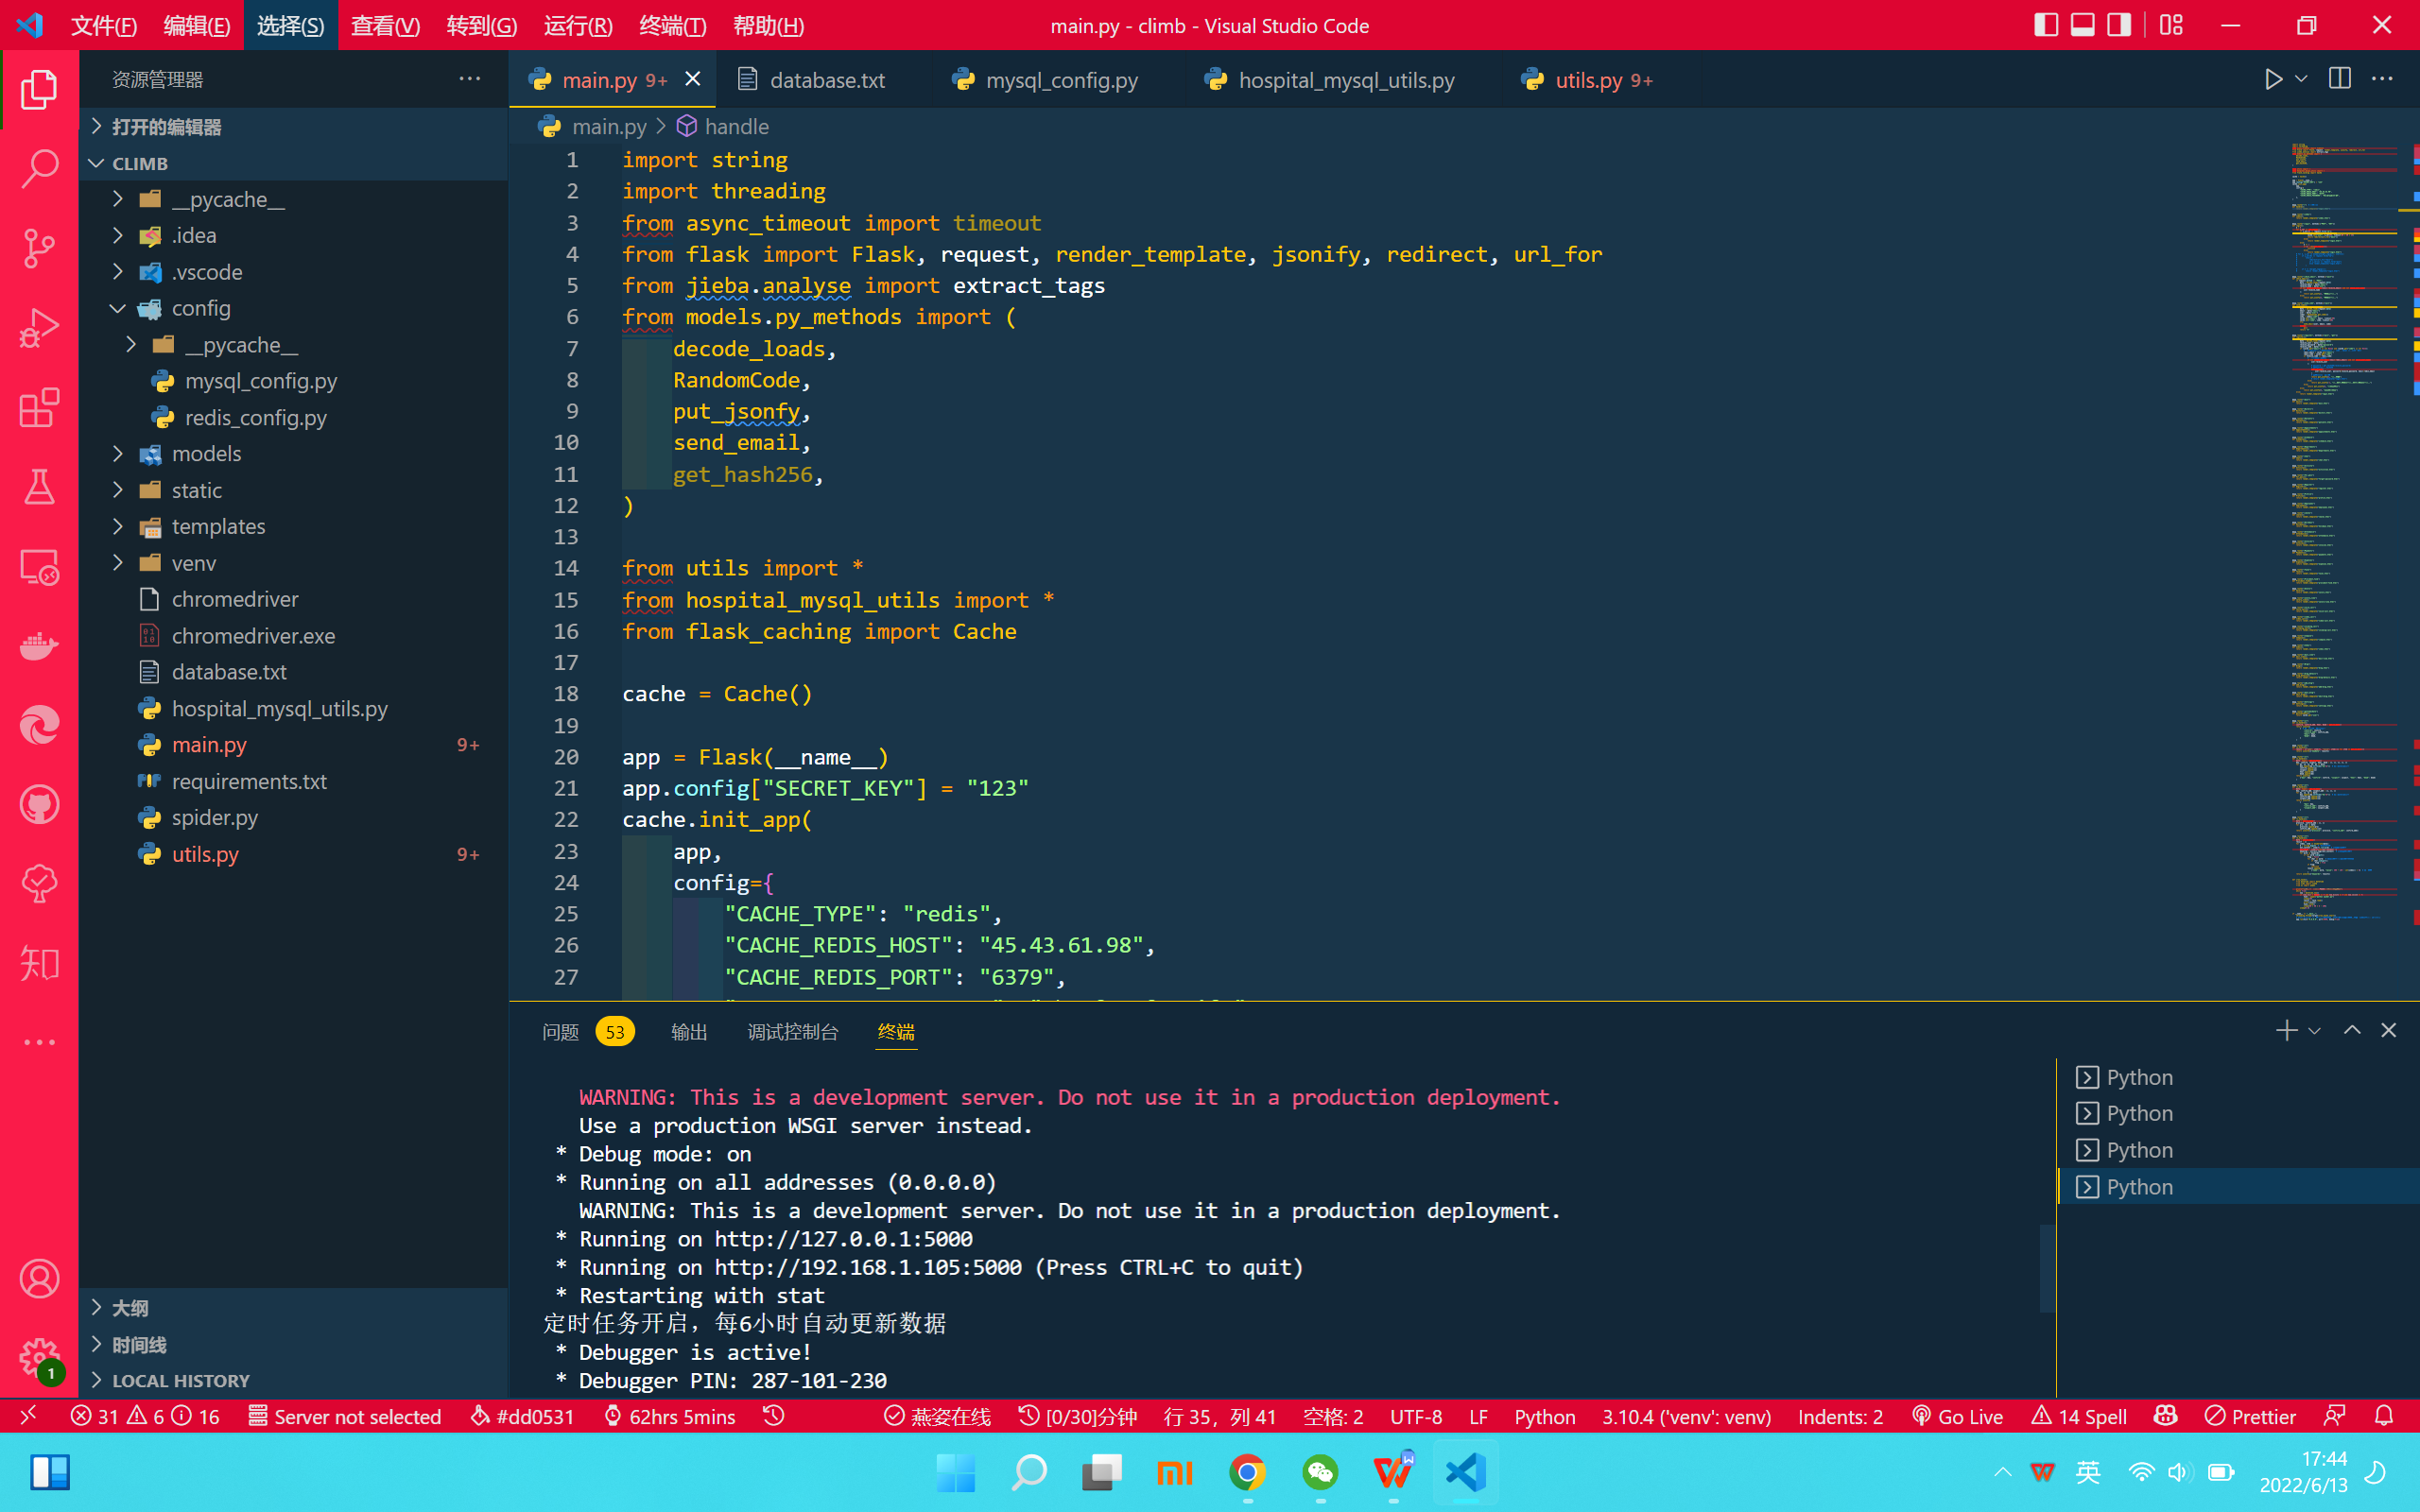 文件(F) 编辑(E) 选择(S) 查看(V) 转到(G) 运行(R) 终端(T) 帮助(H) main.py - climb - Visual Studio Code
资源管理器
main.py 9+ database.txt mysql_config.py hospital_mysql_utils.py utils.py 9+
打开的编辑器
CLIMB
__pycache__
.idea
.vscode
config
__pycache__
mysql_config.py
redis_config.py
models
static
templates
venv
chromedriver
chromedriver.exe
database.txt
hospital_mysql_utils.py
main.py 9+
requirements.txt
spider.py
utils.py 9+
大纲
时间线
LOCAL HISTORY
知
1
main.py > handle
1 import string
2 import threading
3 from async_timeout import timeout
4 from flask import Flask, request, render_template, jsonify, redirect, url_for
5 from jieba.analyse import extract_tags
6 from models.py_methods import (
7 decode_loads,
8 RandomCode,
9 put_jsonfy,
10 send_email,
11 get_hash256,
12 )
13
14 from utils import *
15 from hospital_mysql_utils import *
16 from flask_caching import Cache
17
18 cache = Cache()
19
20 app = Flask(__name__)
21 app.config["SECRET_KEY"] = "123"
22 cache.init_app(
23 app,
24 config={
25 "CACHE_TYPE": "redis",
26 "CACHE_REDIS_HOST": "45.43.61.98",
27 "CACHE_REDIS_PORT": "6379",
问题 53 输出 调试控制台 终端
WARNING: This is a development server. Do not use it in a production deployment.
Use a production WSGI server instead.
* Debug mode: on
* Running on all addresses (0.0.0.0)
WARNING: This is a development server. Do not use it in a production deployment.
* Running on http://127.0.0.1:5000
* Running on http://192.168.1.105:5000 (Press CTRL+C to quit)
* Restarting with stat
定时任务开启，每6小时自动更新数据
* Debugger is active!
* Debugger PIN: 287-101-230
Python
Python
Python
Python
31 6 16 Server not selected #dd0531 62hrs 5mins 燕姿在线 [0/30]分钟 行 35，列 41 空格: 2 UTF-8 LF Python 3.10.4 ('venv': venv) Indents: 2 Go Live 14 Spell Prettier
英 17:44
2022/6/13